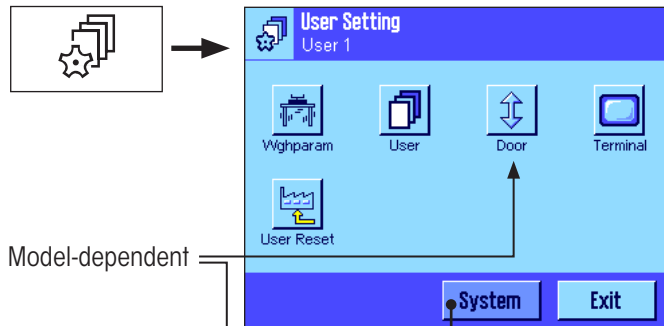 User Setting
User 1
Wghparam User Door Terminal
User Reset
Model-dependent
System Exit